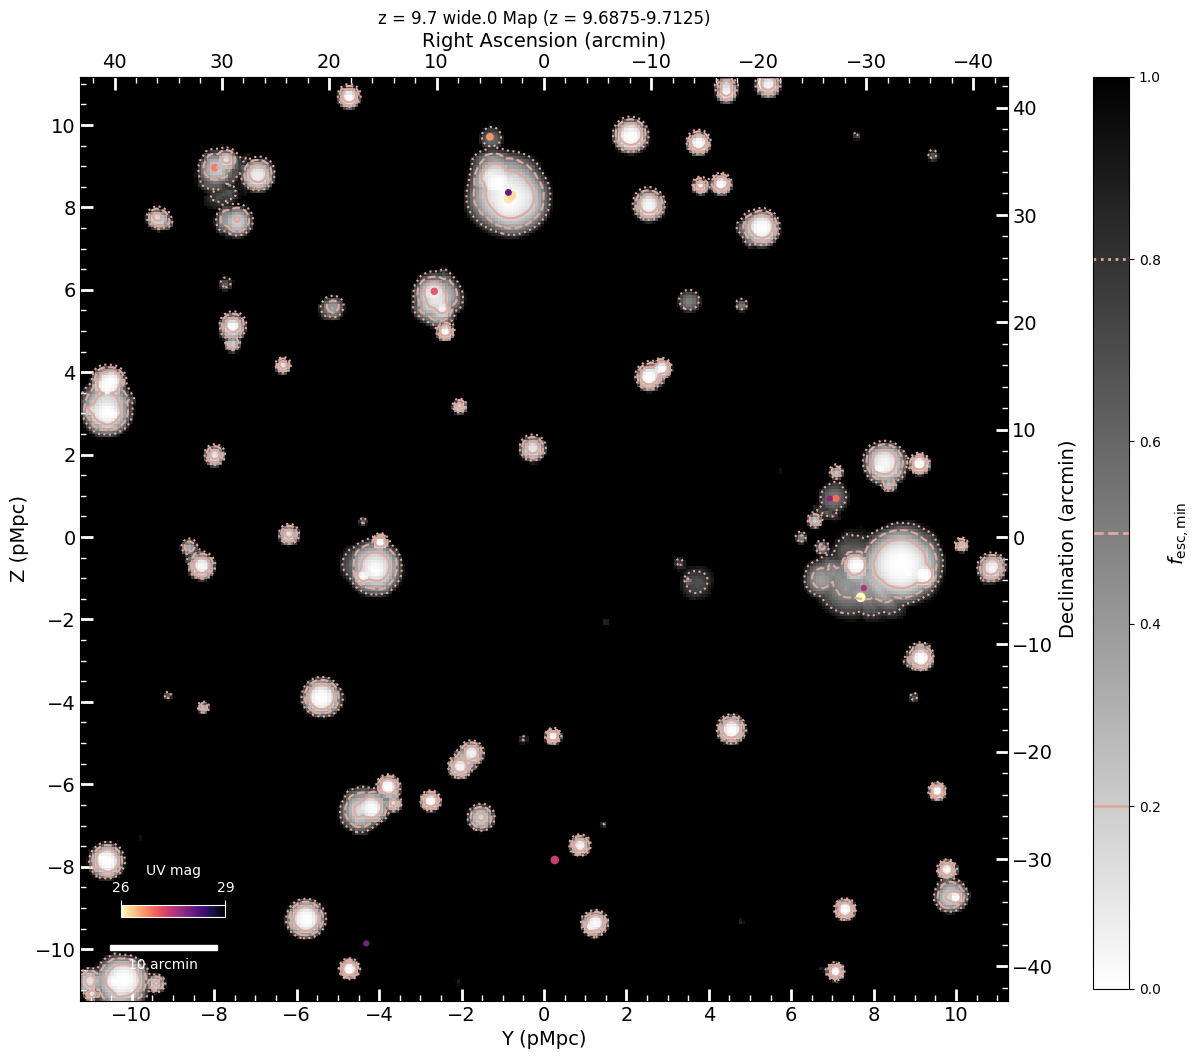 z = 9.7 wide.0 Map (z = 9.6875-9.7125)
Right Ascension (arcmin)
40 30 20 10 0 −10 −20 −30 −40
10 8 6 4 2 0 −2 −4 −6 −8 −10
Z (pMpc)
40 30 20 10 0 −10 −20 −30 −40
Declination (arcmin)
1.0 0.8 0.6 0.4 0.2 0.0
fesc,min
UV mag
26 29
10 arcmin
−10 −8 −6 −4 −2 0 2 4 6 8 10
Y (pMpc)